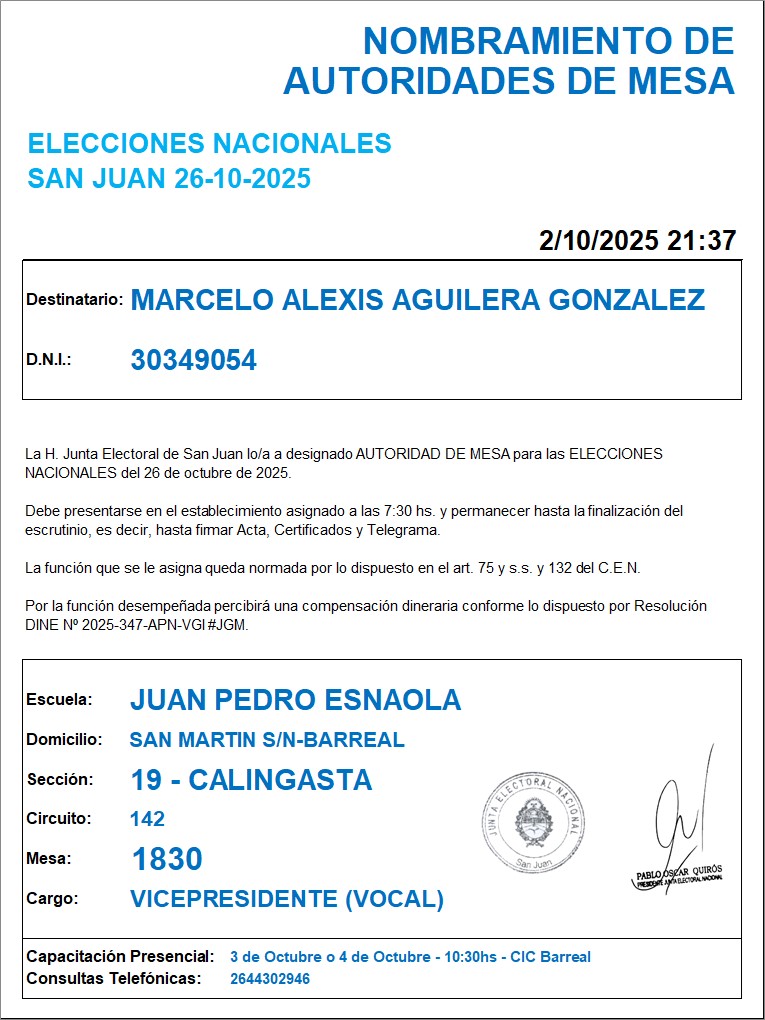 NOMBRAMIENTO DE
AUTORIDADES DE MESA
ELECCIONES NACIONALES
SAN JUAN 26-10-2025
2/10/2025 21:37
Destinatario: MARCELO ALEXIS AGUILERA GONZALEZ
D.N.I.: 30349054
La H. Junta Electoral de San Juan lo/a a designado AUTORIDAD DE MESA para las ELECCIONES
NACIONALES del 26 de octubre de 2025.
Debe presentarse en el establecimiento asignado a las 7:30 hs. y permanecer hasta la finalización del
escrutinio, es decir, hasta firmar Acta, Certificados y Telegrama.
La función que se le asigna queda normada por lo dispuesto en el art. 75 y s.s. y 132 del C.E.N.
Por la función desempeñada percibirá una compensación dineraria conforme lo dispuesto por Resolución
DINE Nº 2025-347-APN-VGI #JGM.
Escuela: JUAN PEDRO ESNAOLA
Domicilio: SAN MARTIN S/N-BARREAL
Sección: 19 - CALINGASTA
Circuito: 142
Mesa: 1830
Cargo: VICEPRESIDENTE (VOCAL)
JUNTA ELECTORAL NACIONAL
San Juan
PABLO OSCAR QUIRÓS
PRESIDENTE JUNTA ELECTORAL NACIONAL
Capacitación Presencial: 3 de Octubre o 4 de Octubre - 10:30hs - CIC Barreal
Consultas Telefónicas: 2644302946